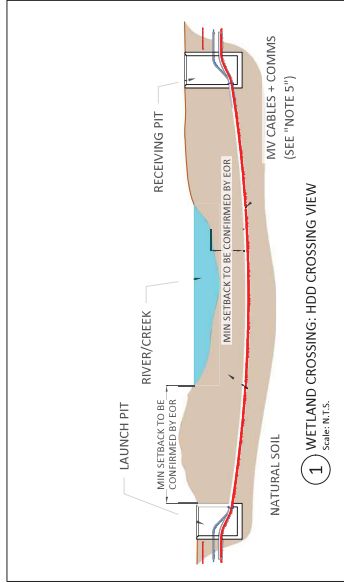 LAUNCH PIT
RIVER/CREEK
RECEIVING PIT
MIN SETBACK TO BE
CONFIRMED BY EOR
MIN SETBACK TO BE CONFIRMED BY EOR
NATURAL SOIL
MV CABLES + COMMS
(SEE "NOTE 5")
1 WETLAND CROSSING: HDD CROSSING VIEW
Scale: N.T.S.